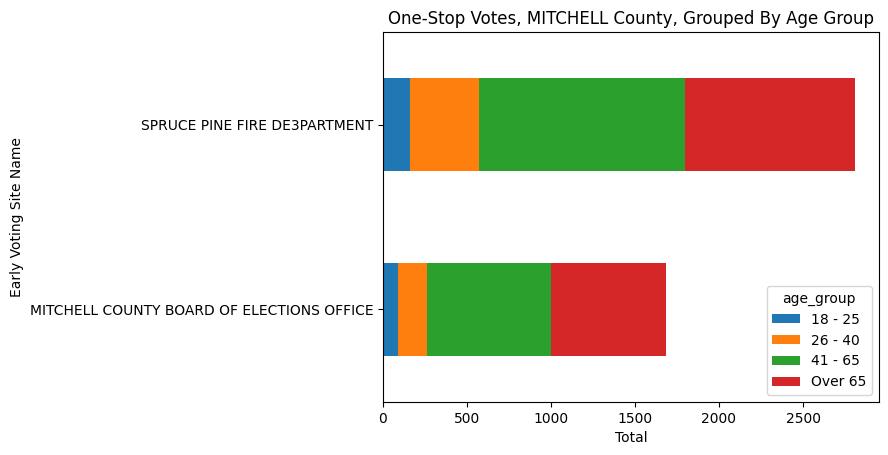 One-Stop Votes, MITCHELL County, Grouped By Age Group
Early Voting Site Name
SPRUCE PINE FIRE DE3PARTMENT
MITCHELL COUNTY BOARD OF ELECTIONS OFFICE
age_group
18 - 25
26 - 40
41 - 65
Over 65
0 500 1000 1500 2000 2500
Total